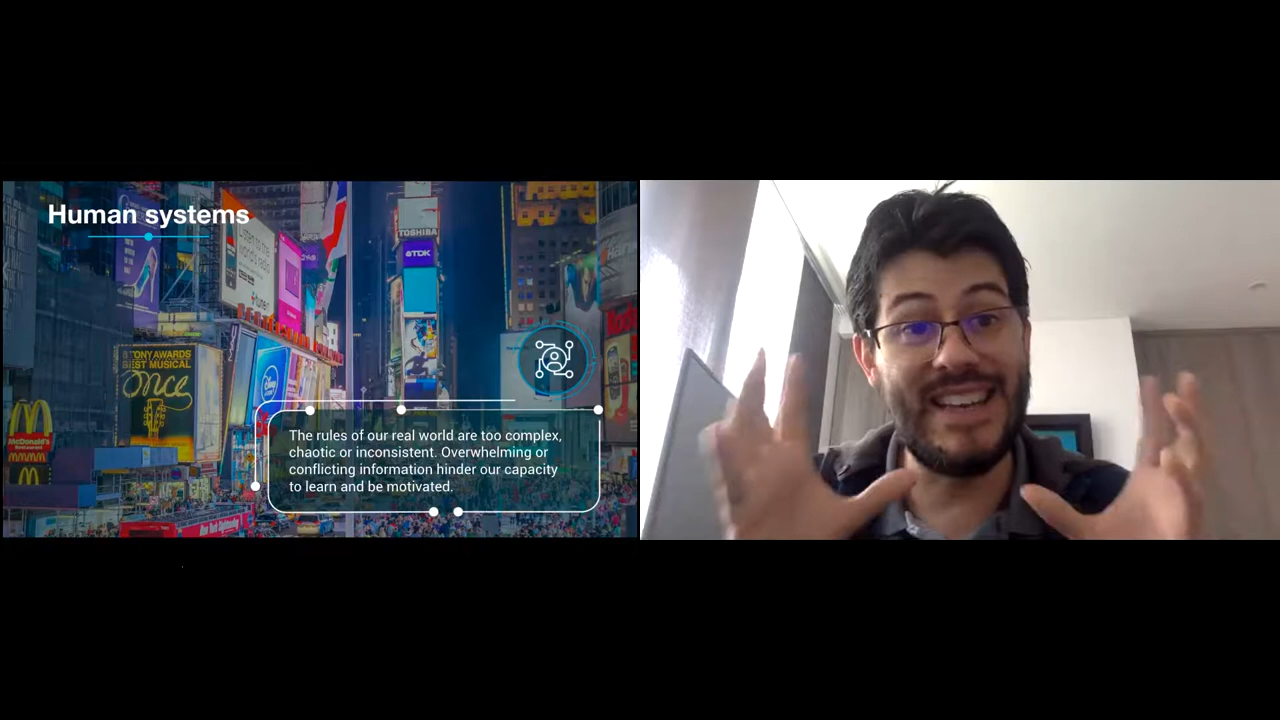 Human systems
TOSHIBA
TDK
TONY AWARDS
BEST MUSICAL
Once
Disney
McDonald's
The rules of our real world are too complex,
chaotic or inconsistent. Overwhelming or
conflicting information hinder our capacity
to learn and be motivated.